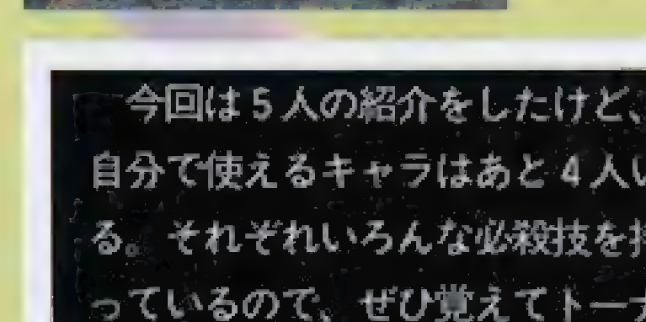 今回は5人の紹介をしたけど、
自分で使えるキャラはあと4人い
る。それぞれいろんな必殺技を持
っているので、ぜひ覚えてトーナ